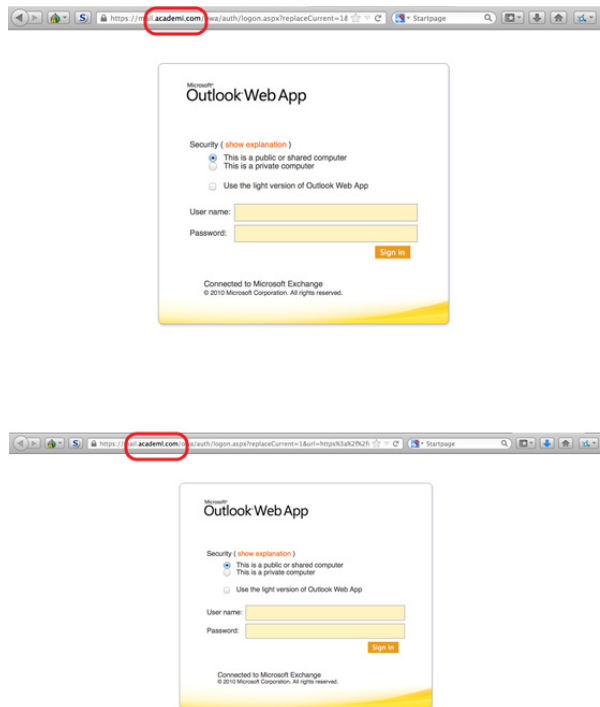 https://mail.academi.com/owa/auth/logon.aspx?replaceCurrent=1&
Startpage
Microsoft®
Outlook Web App
Security ( show explanation )
This is a public or shared computer
This is a private computer
Use the light version of Outlook Web App
User name:
Password:
Sign in
Connected to Microsoft Exchange
© 2010 Microsoft Corporation. All rights reserved.
https://mail.academl.com/owa/auth/logon.aspx?replaceCurrent=1&url=https%3a%2f%2f
Startpage
Microsoft®
Outlook Web App
Security ( show explanation )
This is a public or shared computer
This is a private computer
Use the light version of Outlook Web App
User name:
Password:
Sign in
Connected to Microsoft Exchange
© 2010 Microsoft Corporation. All rights reserved.